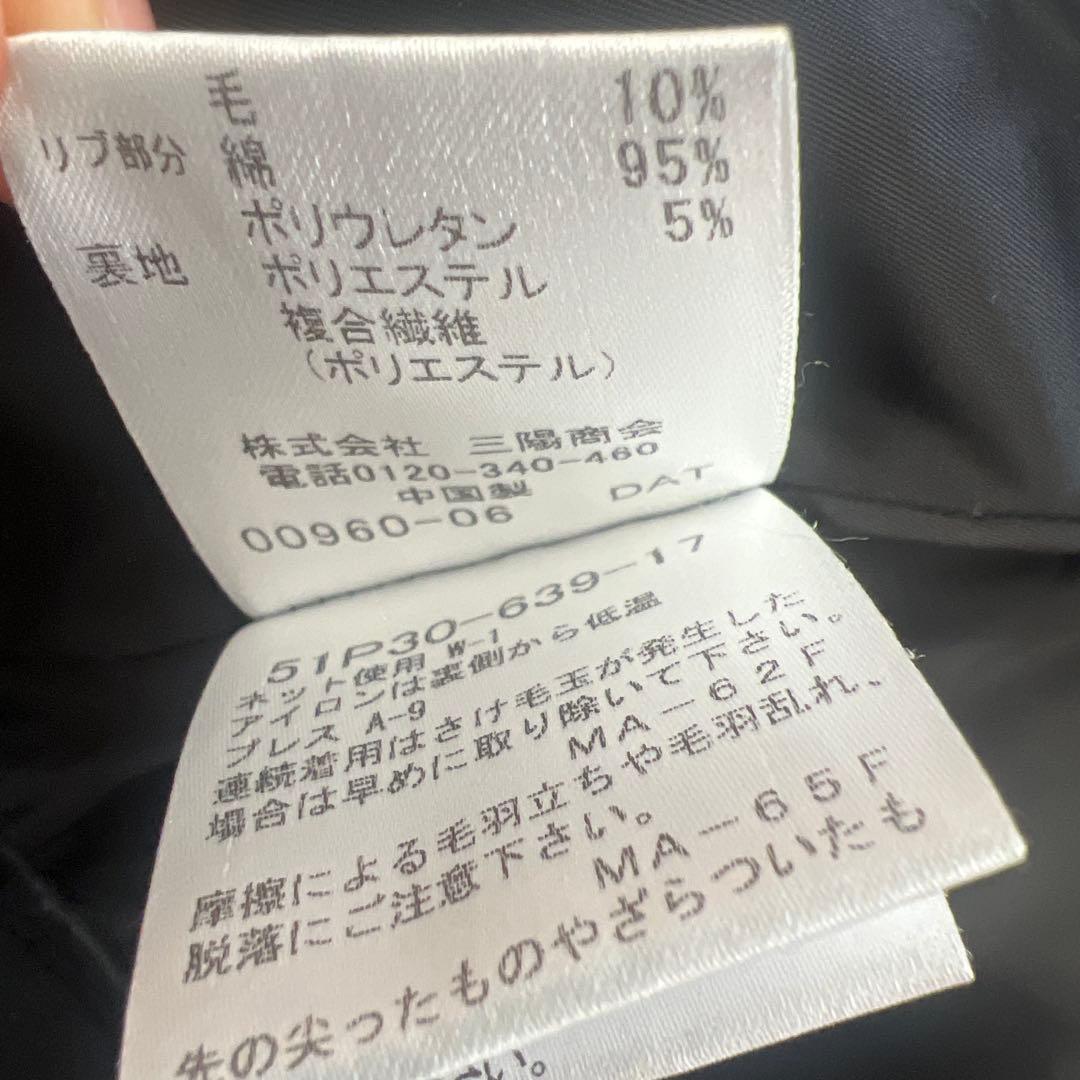 毛 10%
リブ部分 綿 95%
ポリウレタン 5%
裏地 ポリエステル
複合繊維
(ポリエステル)
株式会社 三陽商会
電話0120-340-460
中国製
00960-06 DAT
51P30-639-17
ネット使用 W-1
アイロンは裏側から低温
プレス A-9
連続着用はさけ毛玉が発生した
場合は早めに取り除いて下さい。
MA-62F
摩擦による毛羽立ちや毛羽乱れ、
脱落にご注意下さい。
MA-65F
先の尖ったものやざらついたも
い。